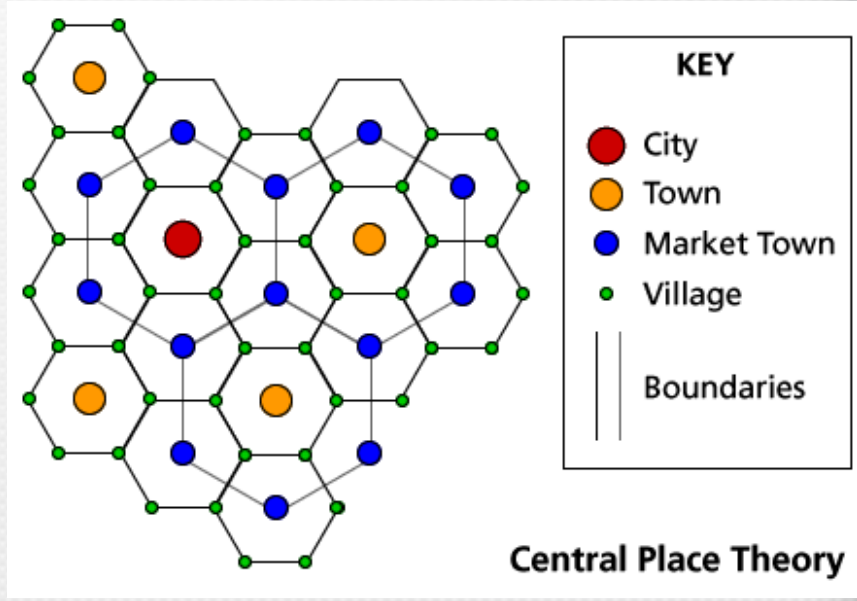 KEY
City
Town
Market Town
Village
Boundaries
Central Place Theory